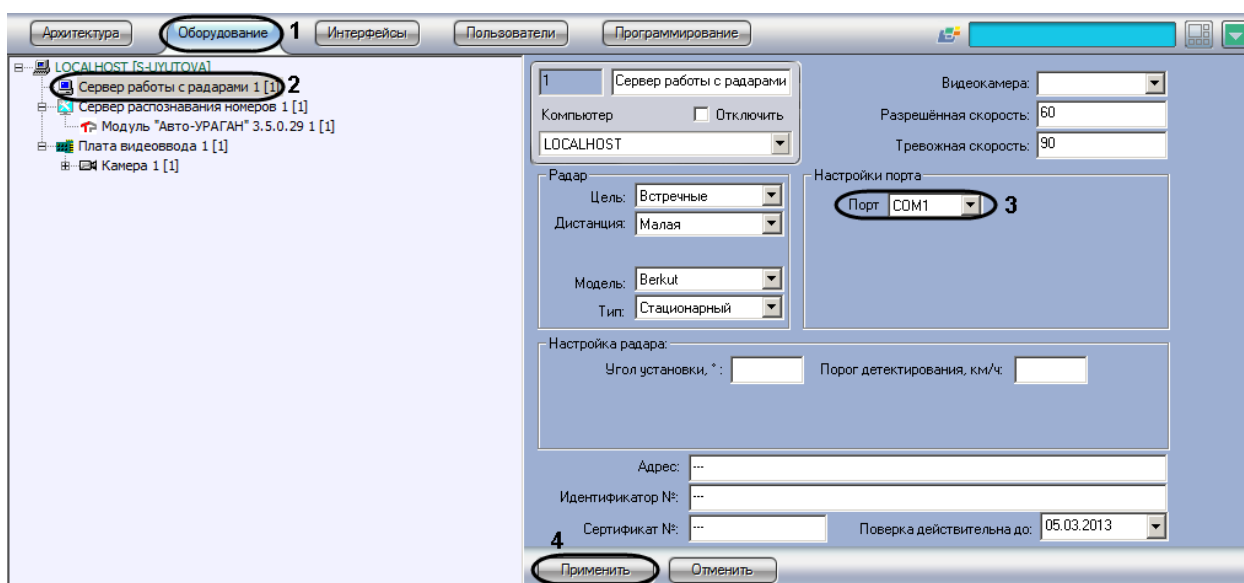 Архитектура Оборудование 1 Интерфейсы Пользователи Программирование
LOCALHOST [S-UYUTOVA]
Сервер работы с радарами 1 [1] 2
Сервер распознавания номеров 1 [1]
Модуль "Авто-УРАГАН" 3.5.0.29 1 [1]
Плата видеоввода 1 [1]
Камера 1 [1]
1 Сервер работы с радарами
Компьютер Отключить
LOCALHOST
Видеокамера:
Разрешённая скорость: 60
Тревожная скорость: 90
Радар
Цель: Встречные
Дистанция: Малая
Модель: Berkut
Тип: Стационарный
Настройки порта
Порт COM1 3
Настройка радара:
Угол установки, ° : Порог детектирования, км/ч:
Адрес: ---
Идентификатор №: ---
Сертификат №: --- Поверка действительна до: 05.03.2013
4
Применить Отменить